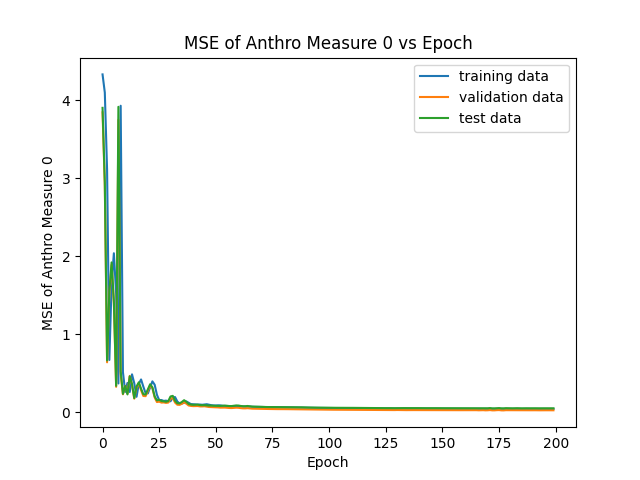 MSE of Anthro Measure 0 vs Epoch
training data
validation data
test data
MSE of Anthro Measure 0
4
3
2
1
0
0 25 50 75 100 125 150 175 200
Epoch